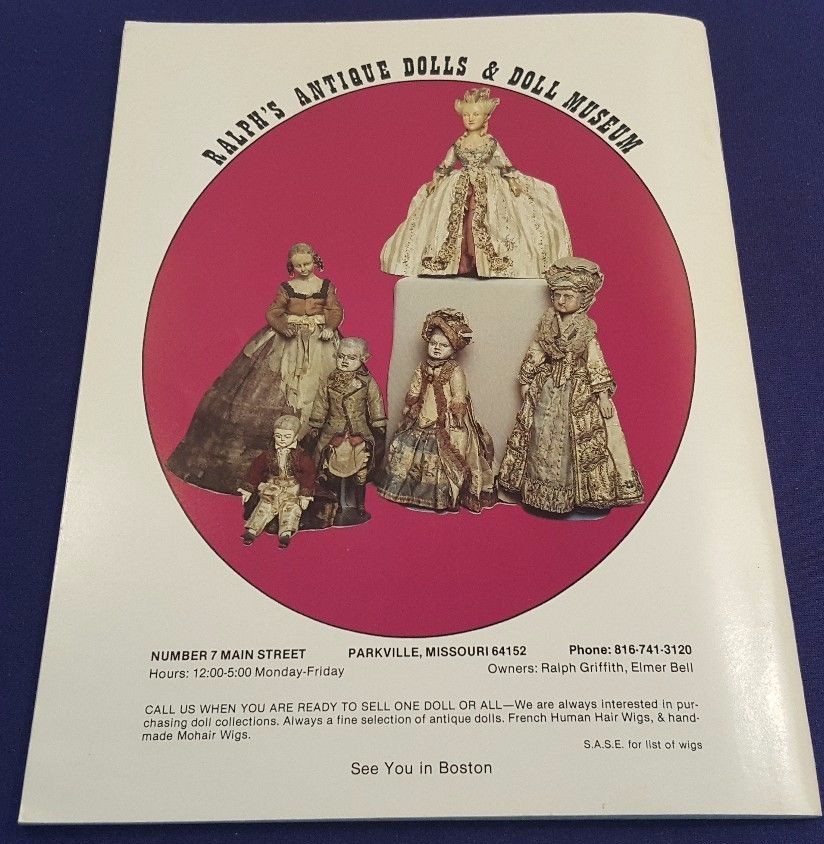 RALPH'S ANTIQUE DOLLS & DOLL MUSEUM
NUMBER 7 MAIN STREET PARKVILLE, MISSOURI 64152 Phone: 816-741-3120
Hours: 12:00-5:00 Monday-Friday Owners: Ralph Griffith, Elmer Bell
CALL US WHEN YOU ARE READY TO SELL ONE DOLL OR ALL—We are always interested in pur-
chasing doll collections. Always a fine selection of antique dolls. French Human Hair Wigs, & hand-
made Mohair Wigs.
S.A.S.E. for list of wigs
See You in Boston